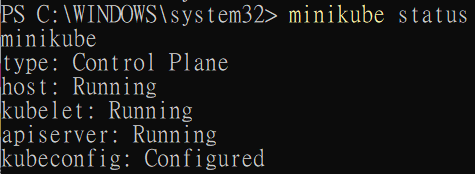 PS C:\WINDOWS\system32> minikube status
minikube
type: Control Plane
host: Running
kubelet: Running
apiserver: Running
kubeconfig: Configured